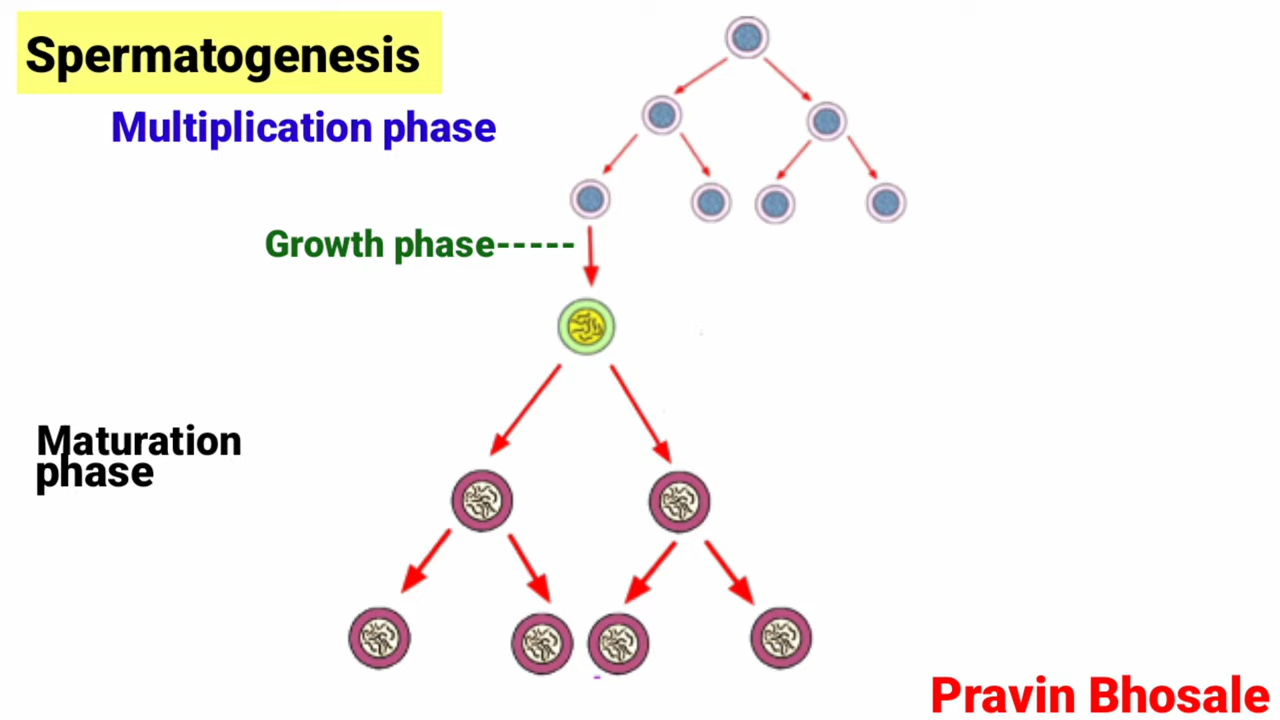 Spermatogenesis
Multiplication phase
Growth phase-----
Maturation
phase
Pravin Bhosale